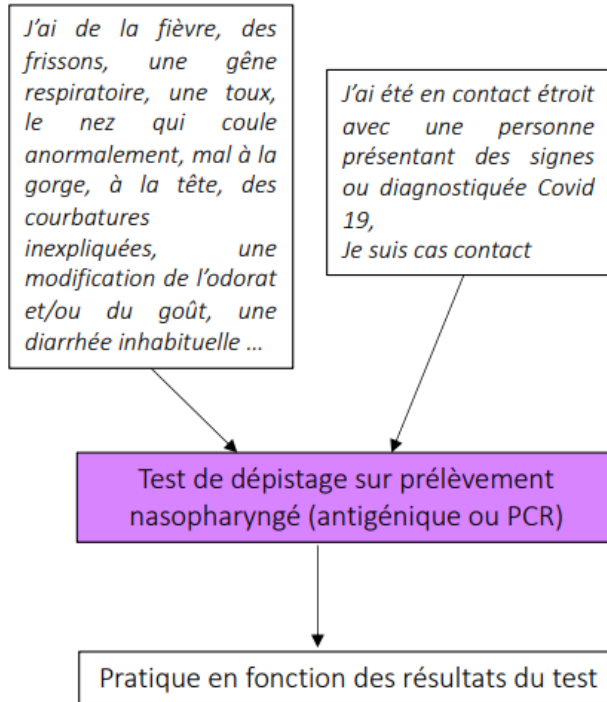 J’ai de la fièvre, des
frissons, une gêne
respiratoire, une toux,
le nez qui coule
anormalement, mal à la
gorge, à la tête, des
courbatures
inexpliquées, une
modification de l’odorat
et/ou du goût, une
diarrhée inhabituelle …
J’ai été en contact étroit
avec une personne
présentant des signes
ou diagnostiquée Covid
19,
Je suis cas contact
Test de dépistage sur prélèvement
nasopharyngé (antigénique ou PCR)
Pratique en fonction des résultats du test